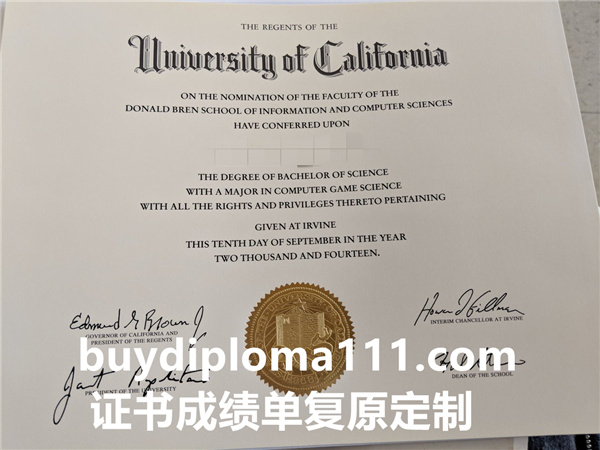 THE REGENTS OF THE
University of California
ON THE NOMINATION OF THE FACULTY OF THE
DONALD BREN SCHOOL OF INFORMATION AND COMPUTER SCIENCES
HAVE CONFERRED UPON
THE DEGREE OF BACHELOR OF SCIENCE
WITH A MAJOR IN COMPUTER GAME SCIENCE
WITH ALL THE RIGHTS AND PRIVILEGES THERETO PERTAINING
GIVEN AT IRVINE
THIS TENTH DAY OF SEPTEMBER IN THE YEAR
TWO THOUSAND AND FOURTEEN.
GOVERNOR OF CALIFORNIA AND
PRESIDENT OF THE REGENTS
INTERIM CHANCELLOR AT IRVINE
buydiploma111.com
PRESIDENT OF THE UNIVERSITY
DEAN OF THE SCHOOL
证书成绩单复原定制